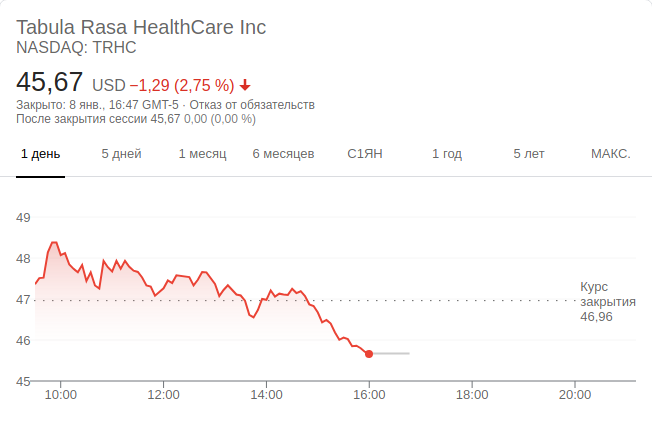 Tabula Rasa HealthCare Inc
NASDAQ: TRHC
45,67 USD −1,29 (2,75 %)
Закрыто: 8 янв., 16:47 GMT-5 · Отказ от обязательств
После закрытия сессии 45,67 0,00 (0,00 %)
1 день 5 дней 1 месяц 6 месяцев С1ЯН 1 год 5 лет МАКС.
49
48
47
46
45
Курс
закрытия
46,96
10:00 12:00 14:00 16:00 18:00 20:00